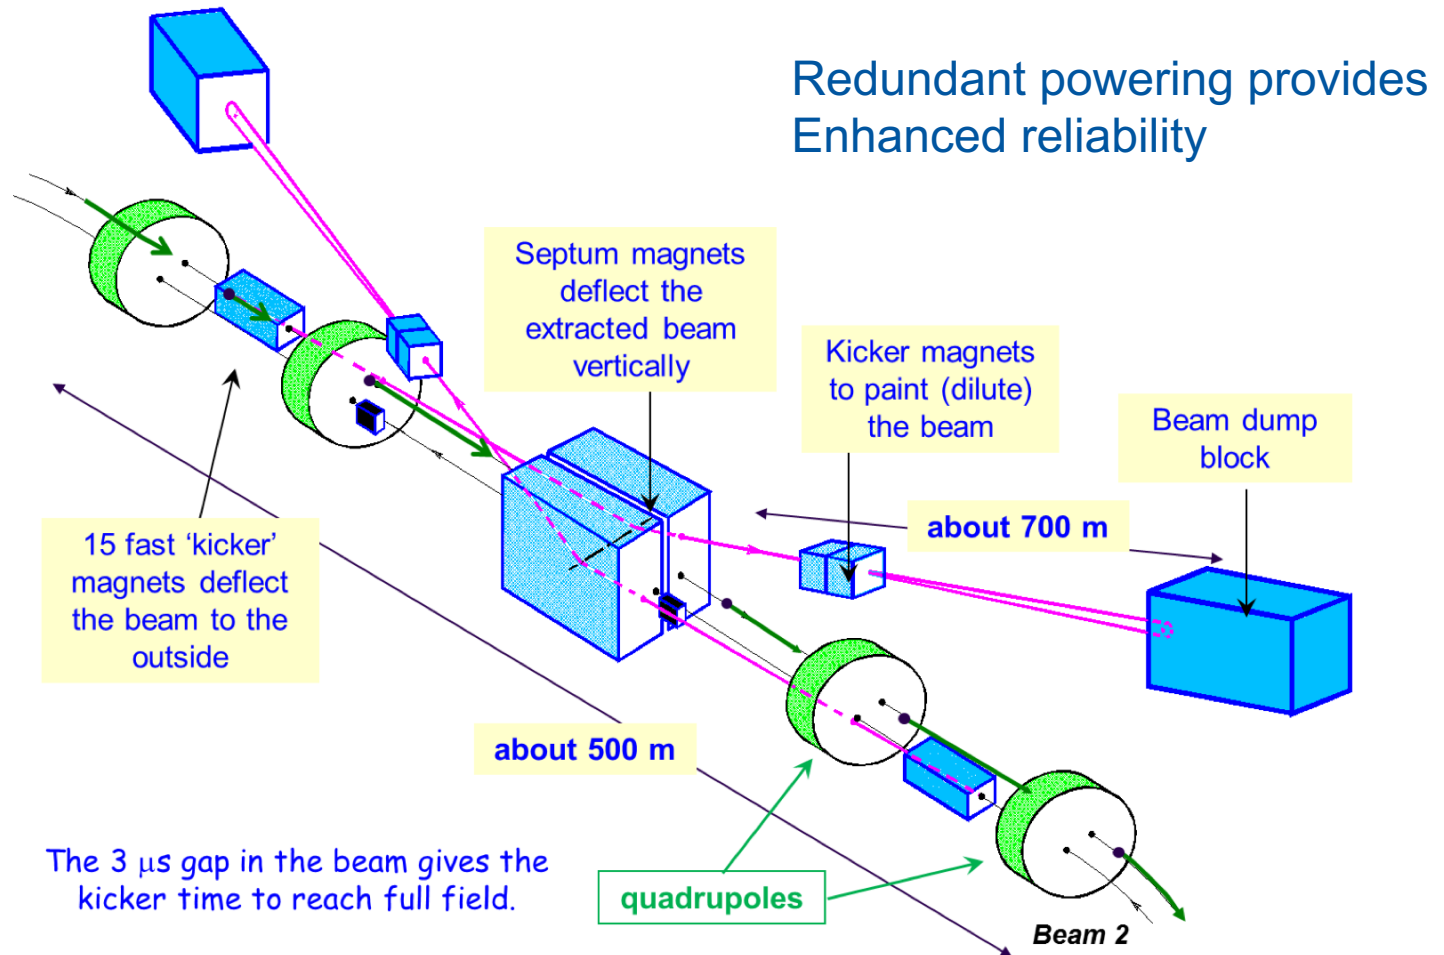 Redundant powering provides
Enhanced reliability
Septum magnets
deflect the
extracted beam
vertically
Kicker magnets
to paint (dilute)
the beam
Beam dump
block
about 700 m
15 fast ‘kicker’
magnets deflect
the beam to the
outside
about 500 m
The 3 μs gap in the beam gives the
kicker time to reach full field.
quadrupoles
Beam 2